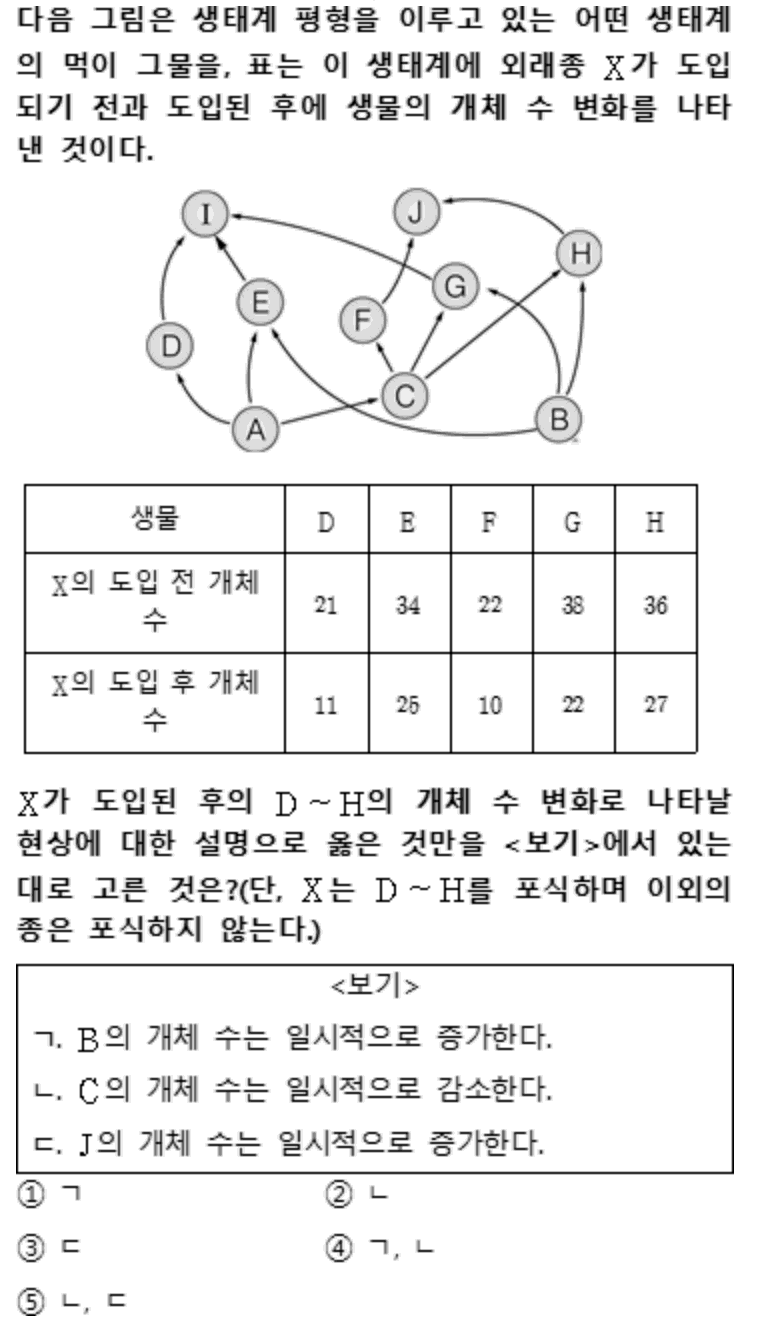 다음 그림은 생태계 평형을 이루고 있는 어떤 생태계
의 먹이 그물을, 표는 이 생태계에 외래종 X가 도입
되기 전과 도입된 후에 생물의 개체 수 변화를 나타
낸 것이다.
I
J
H
G
E
F
D
C
B
A
생물 D E F G H
X의 도입 전 개체
수 21 34 22 38 36
X의 도입 후 개체
수 11 25 10 22 27
X가 도입된 후의 D ~ H의 개체 수 변화로 나타날
현상에 대한 설명으로 옳은 것만을 <보기>에서 있는
대로 고른 것은?(단, X는 D ~ H를 포식하며 이외의
종은 포식하지 않는다.)
<보기>
ㄱ. B의 개체 수는 일시적으로 증가한다.
ㄴ. C의 개체 수는 일시적으로 감소한다.
ㄷ. J의 개체 수는 일시적으로 증가한다.
① ㄱ ② ㄴ
③ ㄷ ④ ㄱ, ㄴ
⑤ ㄴ, ㄷ